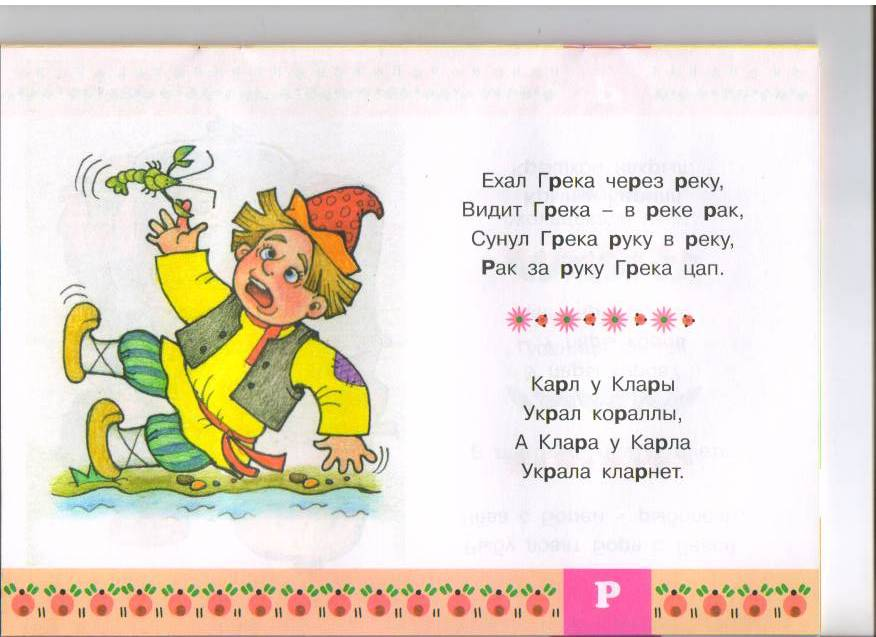 Ехал Грека через реку,
Видит Грека – в реке рак,
Сунул Грека руку в реку,
Рак за руку Грека цап.
Карл у Клары
Украл кораллы,
А Клара у Карла
Украла кларнет.
Р